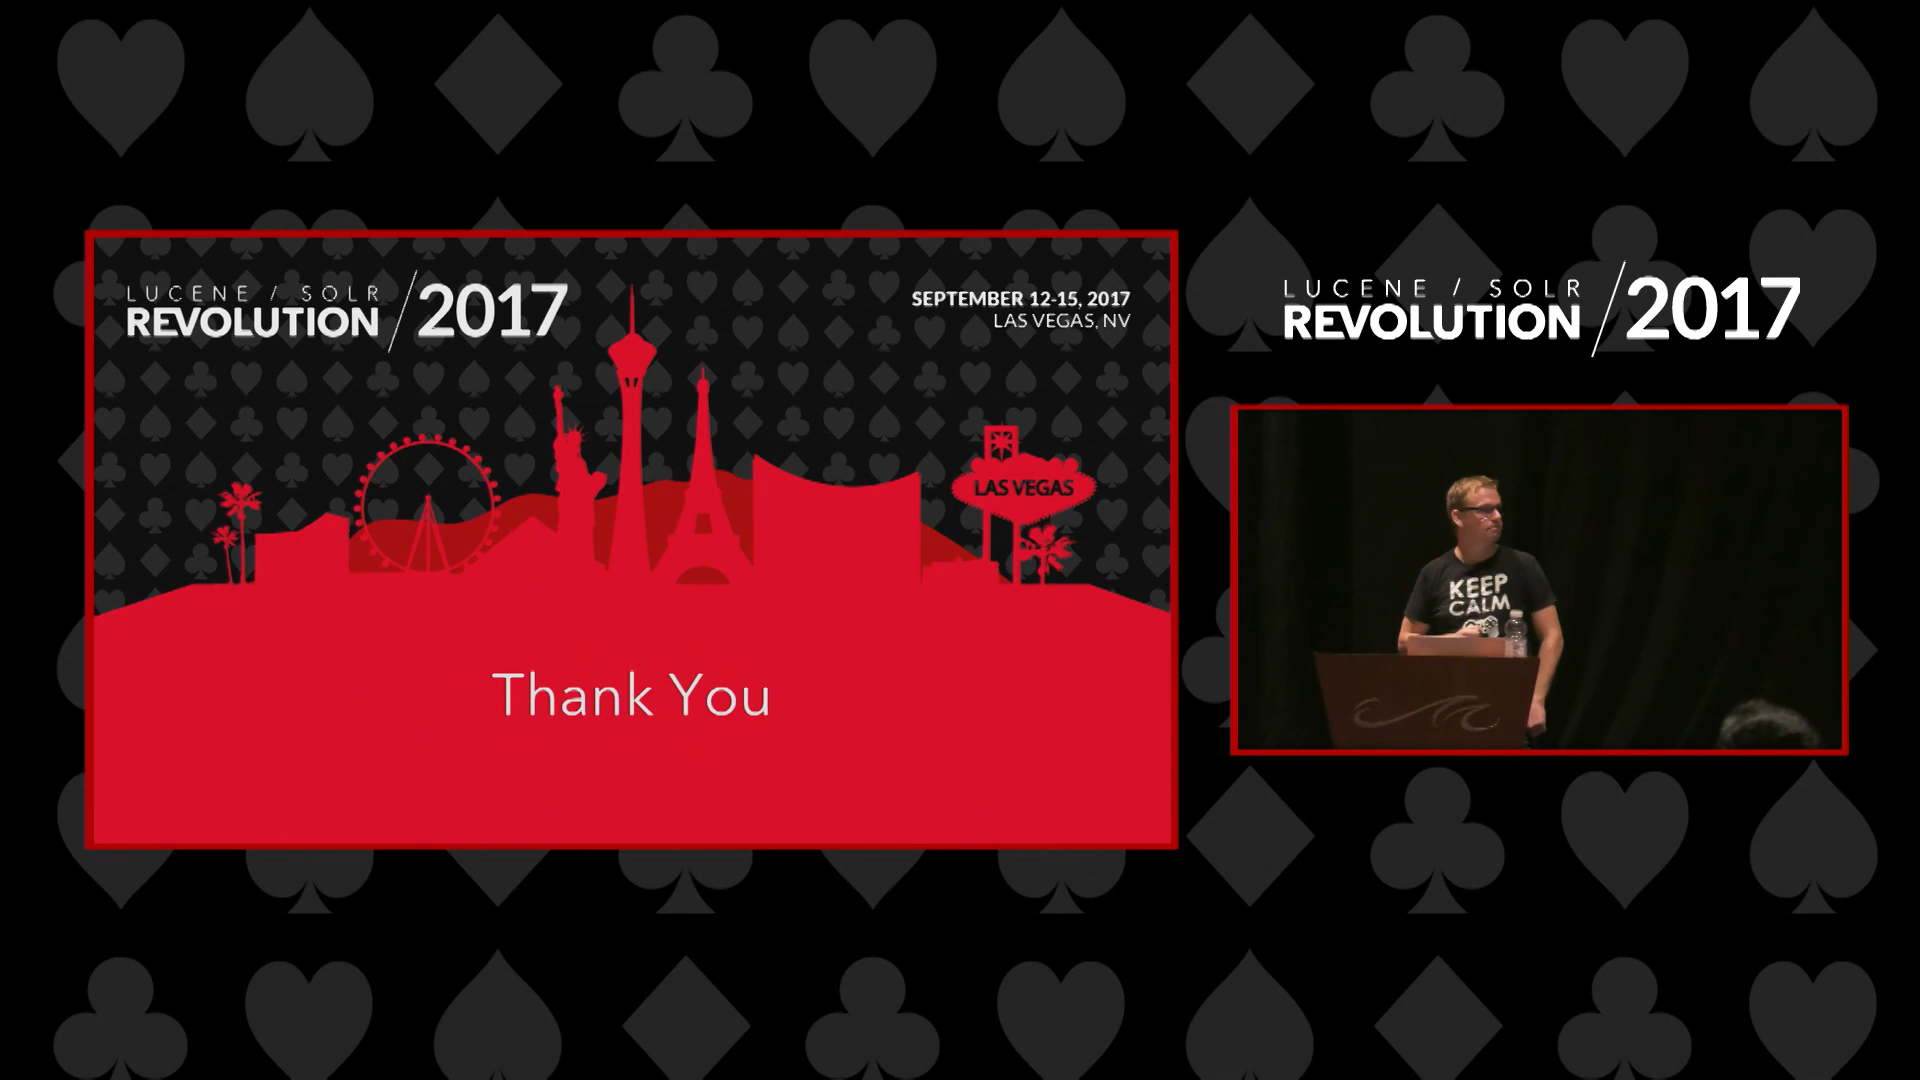 LUCENE / SOLR
REVOLUTION / 2017
SEPTEMBER 12-15, 2017
LAS VEGAS, NV
LAS VEGAS
Thank You
LUCENE / SOLR
REVOLUTION / 2017
KEEP
CALM